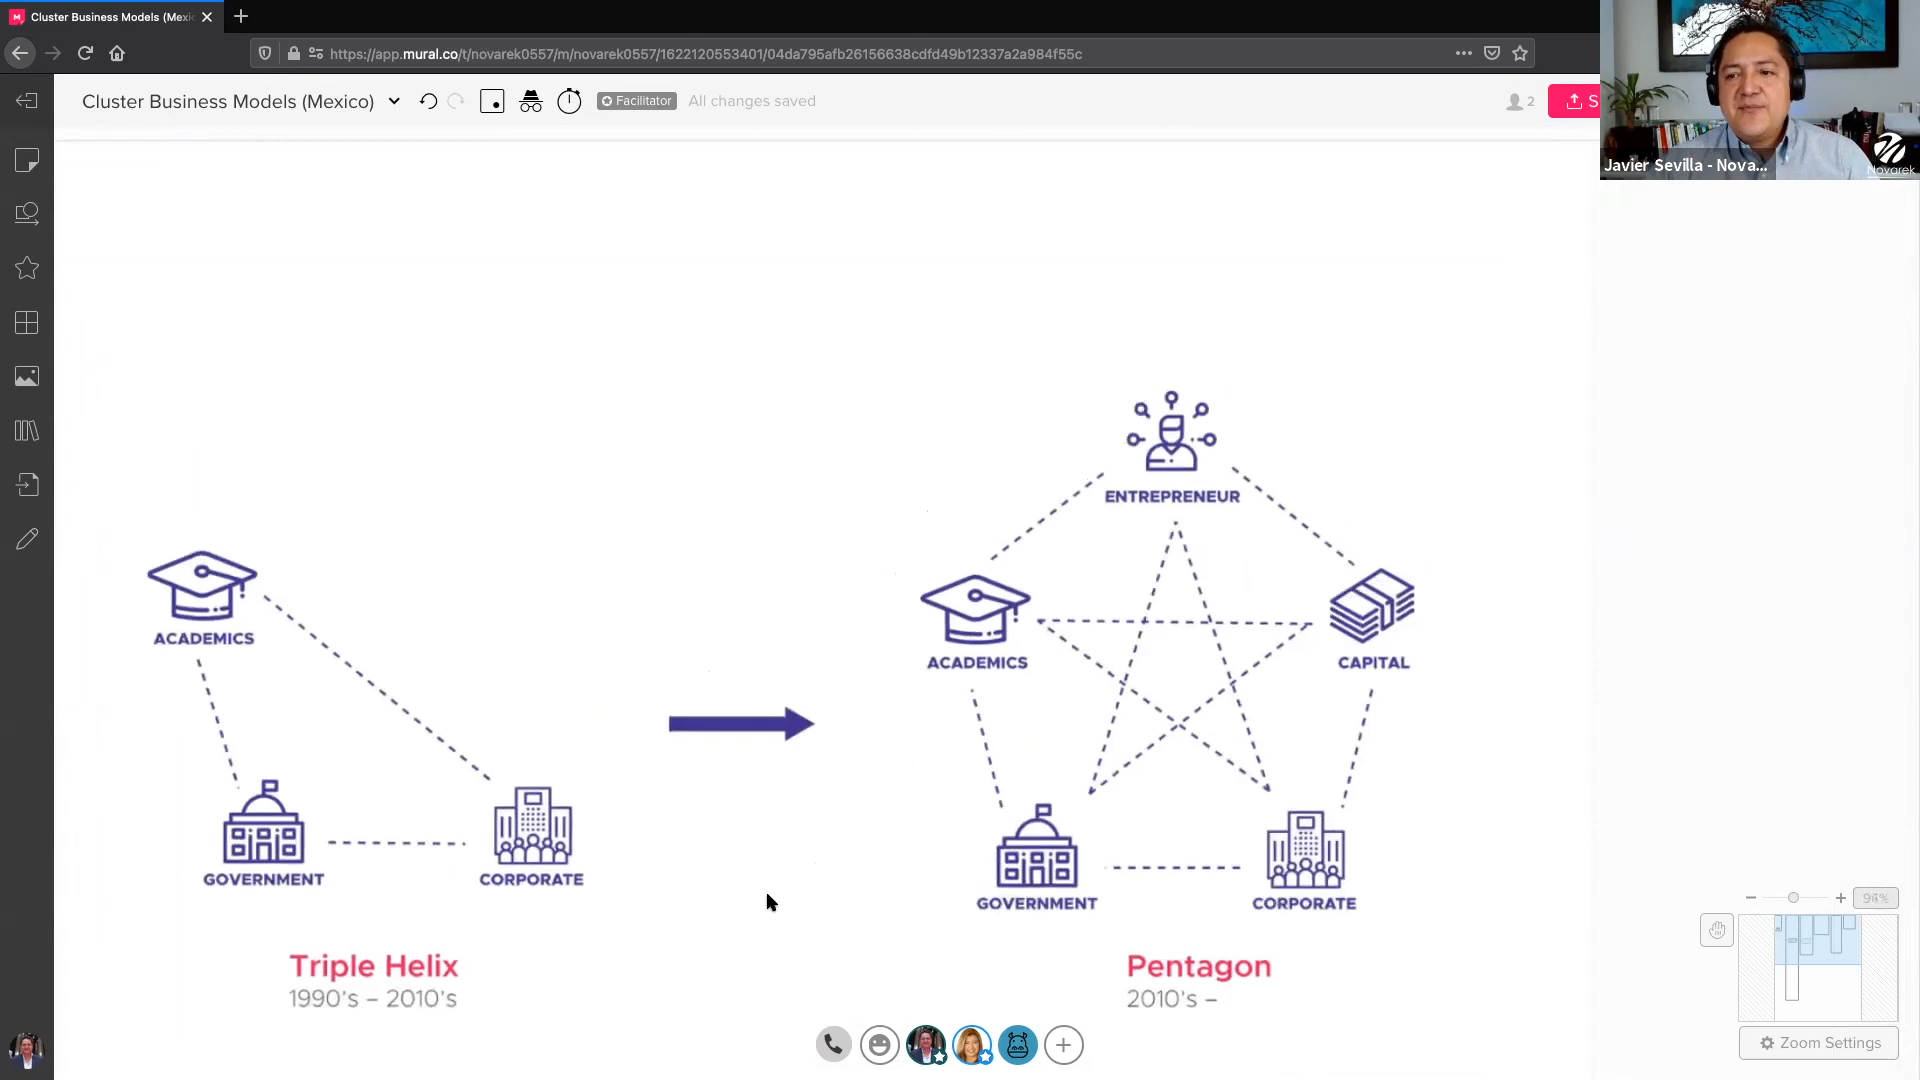 Cluster Business Models (Mexic
https://app.mural.co/t/novarek0557/m/novarek0557/1622120553401/04da795afb26156638cdfd49b12337a2a984f55c
Cluster Business Models (Mexico)
Facilitator
All changes saved
2
S
Javier Sevilla - Nova...
Novarek
ENTREPRENEUR
ACADEMICS
ACADEMICS
CAPITAL
GOVERNMENT
CORPORATE
GOVERNMENT
CORPORATE
Triple Helix
1990's – 2010's
Pentagon
2010's –
Zoom Settings